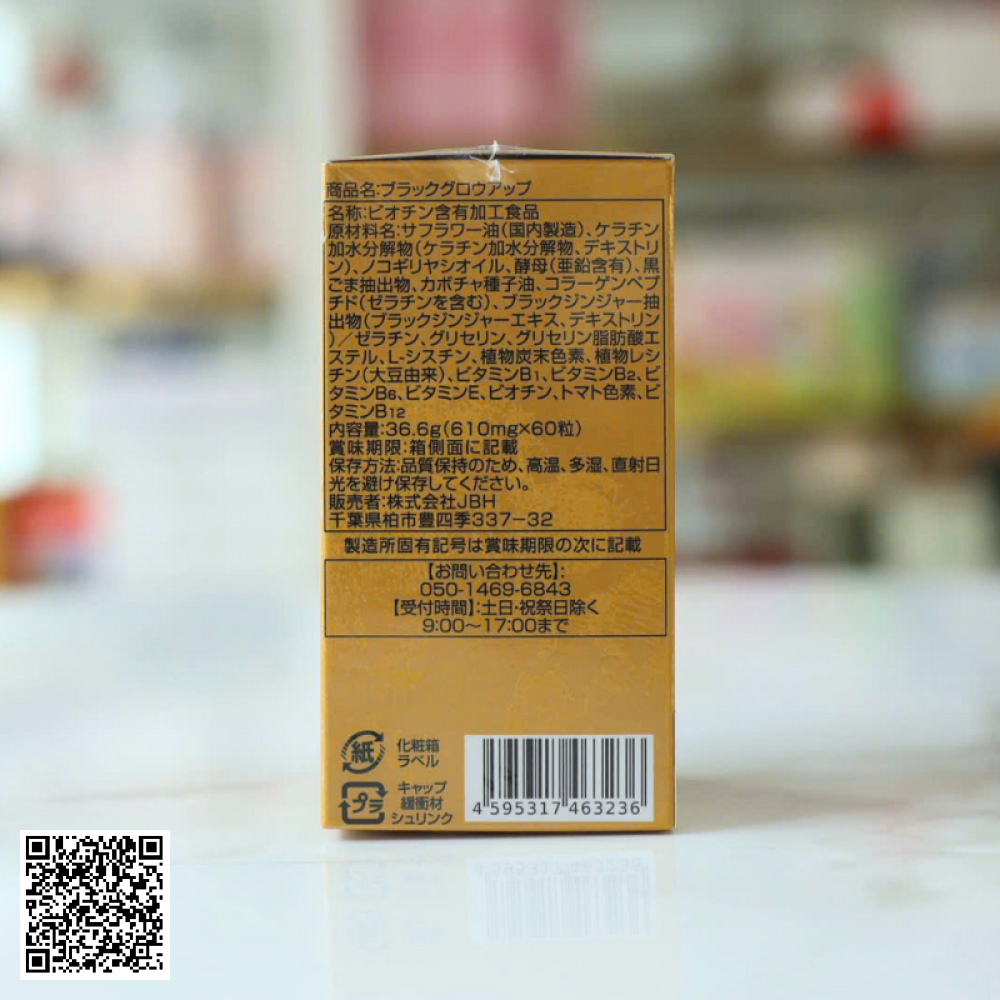 商品名:ブラックグロウアップ
名称:ビオチン含有加工食品
原材料名:サフラワー油(国内製造)、ケラチン
加水分解物(ケラチン加水分解物、デキストリ
ン)、ノコギリヤシオイル、酵母(亜鉛含有)、黒
ごま抽出物、カボチャ種子油、コラーゲンペプ
チド(ゼラチンを含む)、ブラックジンジャー抽
出物(ブラックジンジャーエキス、デキストリン
)/ゼラチン、グリセリン、グリセリン脂肪酸エ
ステル、L-シスチン、植物炭末色素、植物レシ
チン(大豆由来)、ビタミンB1、ビタミンB2、ビ
タミンB6、ビタミンE、ビオチン、トマト色素、ビ
タミンB12
内容量:36.6g(610mg×60粒)
賞味期限:箱側面に記載
保存方法:品質保持のため、高温、多湿、直射日
光を避け保存してください。
販売者:株式会社JBH
千葉県柏市豊四季337-32
製造所固有記号は賞味期限の次に記載
【お問い合わせ先】:
050-1469-6843
【受付時間】:土日・祝祭日除く
9:00〜17:00まで
紙 化粧箱
ラベル
プラ キャップ
緩衝材
シュリンク
4 595317 463236